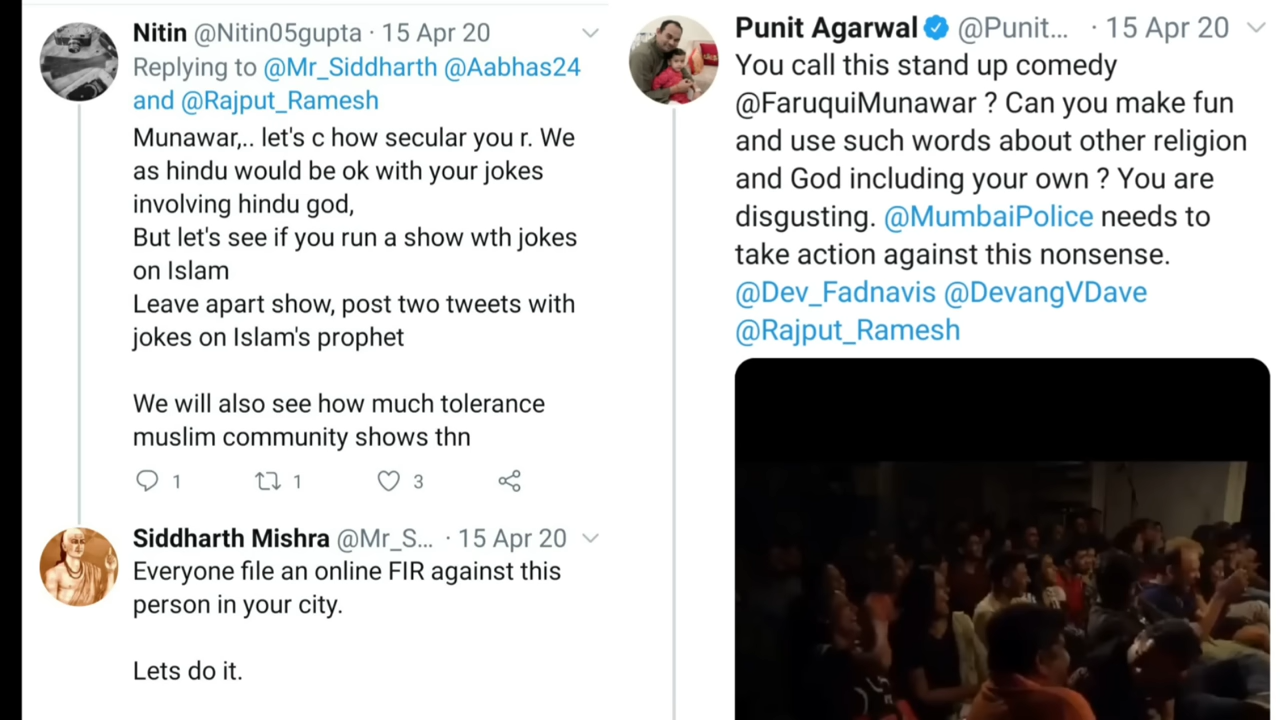 Nitin @Nitin05gupta · 15 Apr 20
Replying to @Mr_Siddharth @Aabhas24
and @Rajput_Ramesh
Munawar,.. let's c how secular you r. We
as hindu would be ok with your jokes
involving hindu god,
But let's see if you run a show wth jokes
on Islam
Leave apart show, post two tweets with
jokes on Islam's prophet
We will also see how much tolerance
muslim community shows thn
1 1 3
Siddharth Mishra @Mr_S... · 15 Apr 20
Everyone file an online FIR against this
person in your city.
Lets do it.
Punit Agarwal @Punit... · 15 Apr 20
You call this stand up comedy
@FaruquiMunawar ? Can you make fun
and use such words about other religion
and God including your own ? You are
disgusting. @MumbaiPolice needs to
take action against this nonsense.
@Dev_Fadnavis @DevangVDave
@Rajput_Ramesh